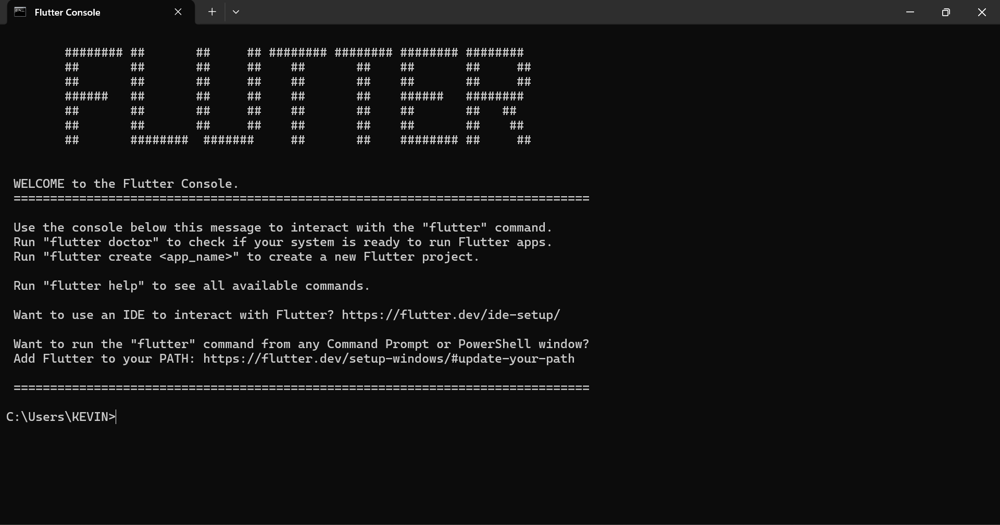 Flutter Console
######## ##       ##     ## ######## ######## ######## ########
##       ##       ##     ##    ##       ##    ##       ##     ##
##       ##       ##     ##    ##       ##    ##       ##     ##
######   ##       ##     ##    ##       ##    ######   ########
##       ##       ##     ##    ##       ##    ##       ##   ##
##       ##       ##     ##    ##       ##    ##       ##    ##
##       ########  #######     ##       ##    ######## ##     ##
WELCOME to the Flutter Console.
===============================================================================
Use the console below this message to interact with the "flutter" command.
Run "flutter doctor" to check if your system is ready to run Flutter apps.
Run "flutter create <app_name>" to create a new Flutter project.
Run "flutter help" to see all available commands.
Want to use an IDE to interact with Flutter? https://flutter.dev/ide-setup/
Want to run the "flutter" command from any Command Prompt or PowerShell window?
Add Flutter to your PATH: https://flutter.dev/setup-windows/#update-your-path
===============================================================================
C:\Users\KEVIN>